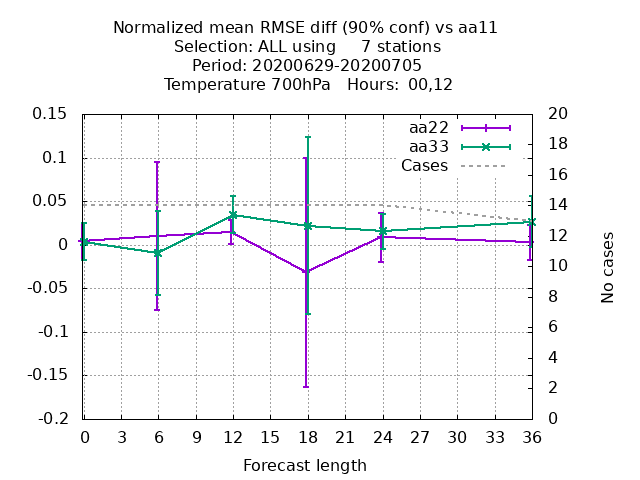 Normalized mean RMSE diff (90% conf) vs aa11
Selection: ALL using     7 stations
Period: 20200629-20200705
Temperature 700hPa   Hours: 00,12
0.15
0.1
0.05
0
-0.05
-0.1
-0.15
-0.2
20
18
16
14
12
10
8
6
4
2
0
aa22
aa33
Cases
No cases
0 3 6 9 12 15 18 21 24 27 30 33 36
Forecast length